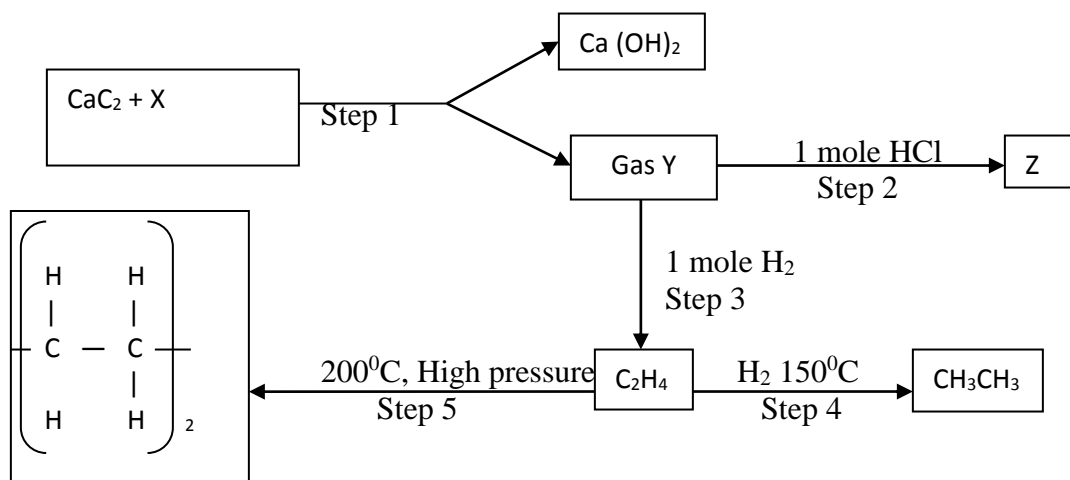 Ca (OH)₂
CaC₂ + X
Step 1
Gas Y
1 mole HCl
Step 2
Z
1 mole H₂
Step 3
H H
C — C
H H
2
200⁰C, High pressure
Step 5
C₂H₄
H₂ 150⁰C
Step 4
CH₃CH₃